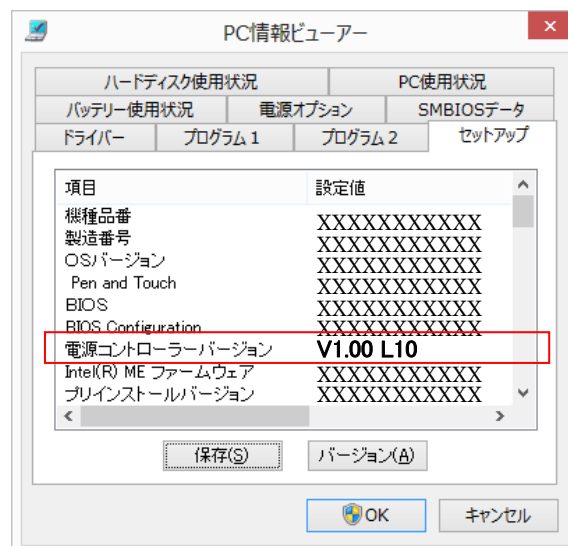 PC情報ビューアー
ハードディスク使用状況 PC使用状況
バッテリー使用状況 電源オプション SMBIOSデータ
ドライバー プログラム1 プログラム2 セットアップ
項目 設定値
機種品番 XXXXXXXXXXX
製造番号 XXXXXXXXXXX
OSバージョン XXXXXXXXXXX
Pen and Touch XXXXXXXXXXX
BIOS XXXXXXXXXXX
BIOS Configuration XXXXXXXXXXX
電源コントローラーバージョン V1.00 L10
Intel(R) ME ファームウェア XXXXXXXXXXX
プリインストールバージョン XXXXXXXXXXX
保存(S) バージョン(A)
OK キャンセル